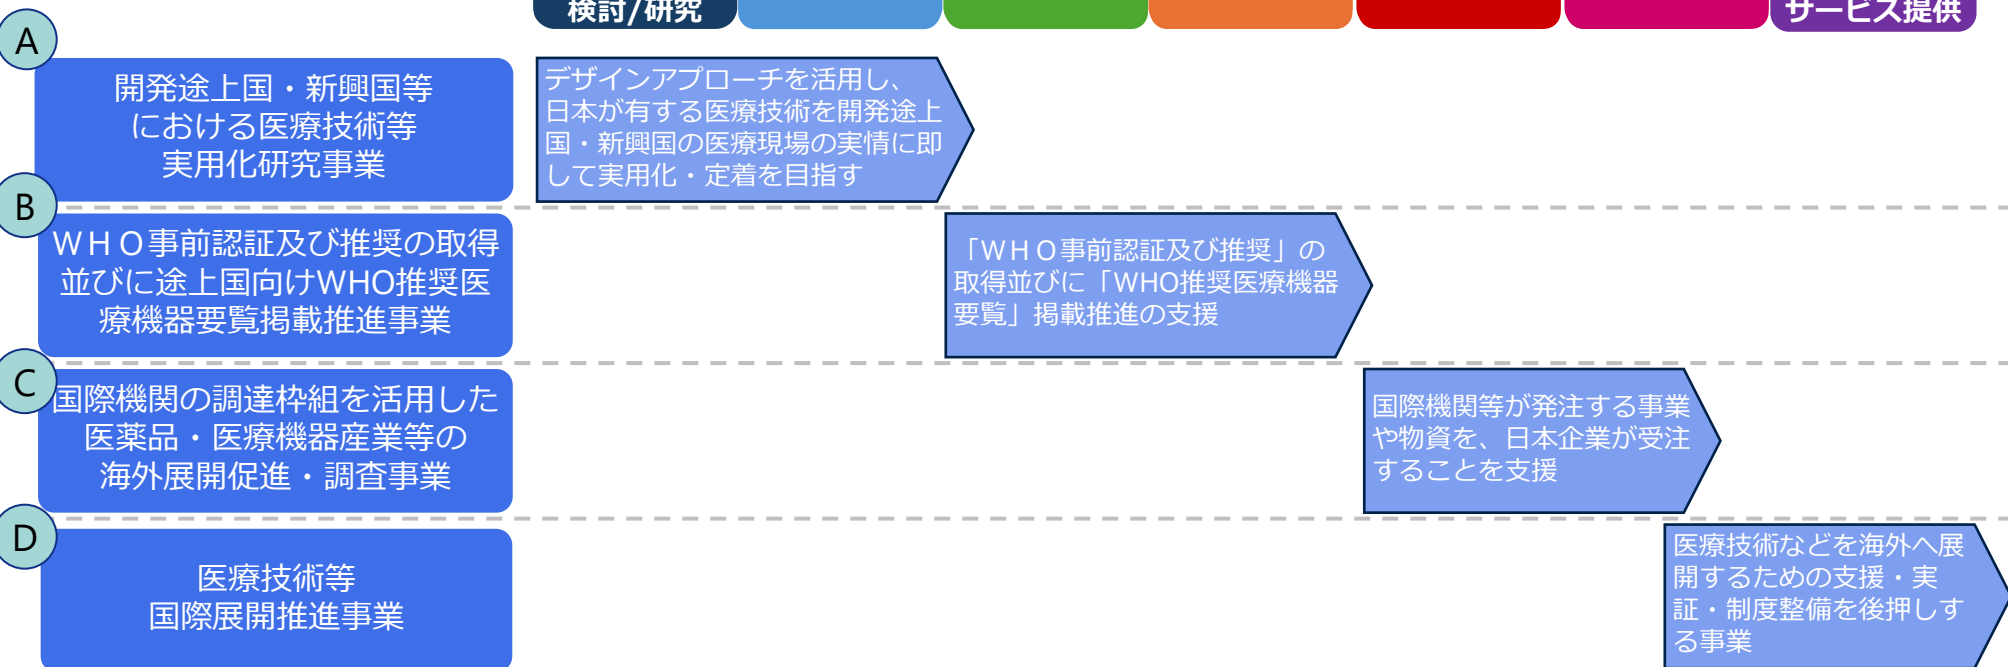 検討/研究
サービス提供
A
開発途上国・新興国等
における医療技術等
実用化研究事業
デザインアプローチを活用し、
日本が有する医療技術を開発途上
国・新興国の医療現場の実情に即
して実用化・定着を目指す
B
ＷＨＯ事前認証及び推奨の取得
並びに途上国向けWHO推奨医
療機器要覧掲載推進事業
「ＷＨＯ事前認証及び推奨」の
取得並びに「WHO推奨医療機器
要覧」掲載推進の支援
C
国際機関の調達枠組を活用した
医薬品・医療機器産業等の
海外展開促進・調査事業
国際機関等が発注する事業
や物資を、日本企業が受注
することを支援
D
医療技術等
国際展開推進事業
医療技術などを海外へ展
開するための支援・実
証・制度整備を後押しす
る事業